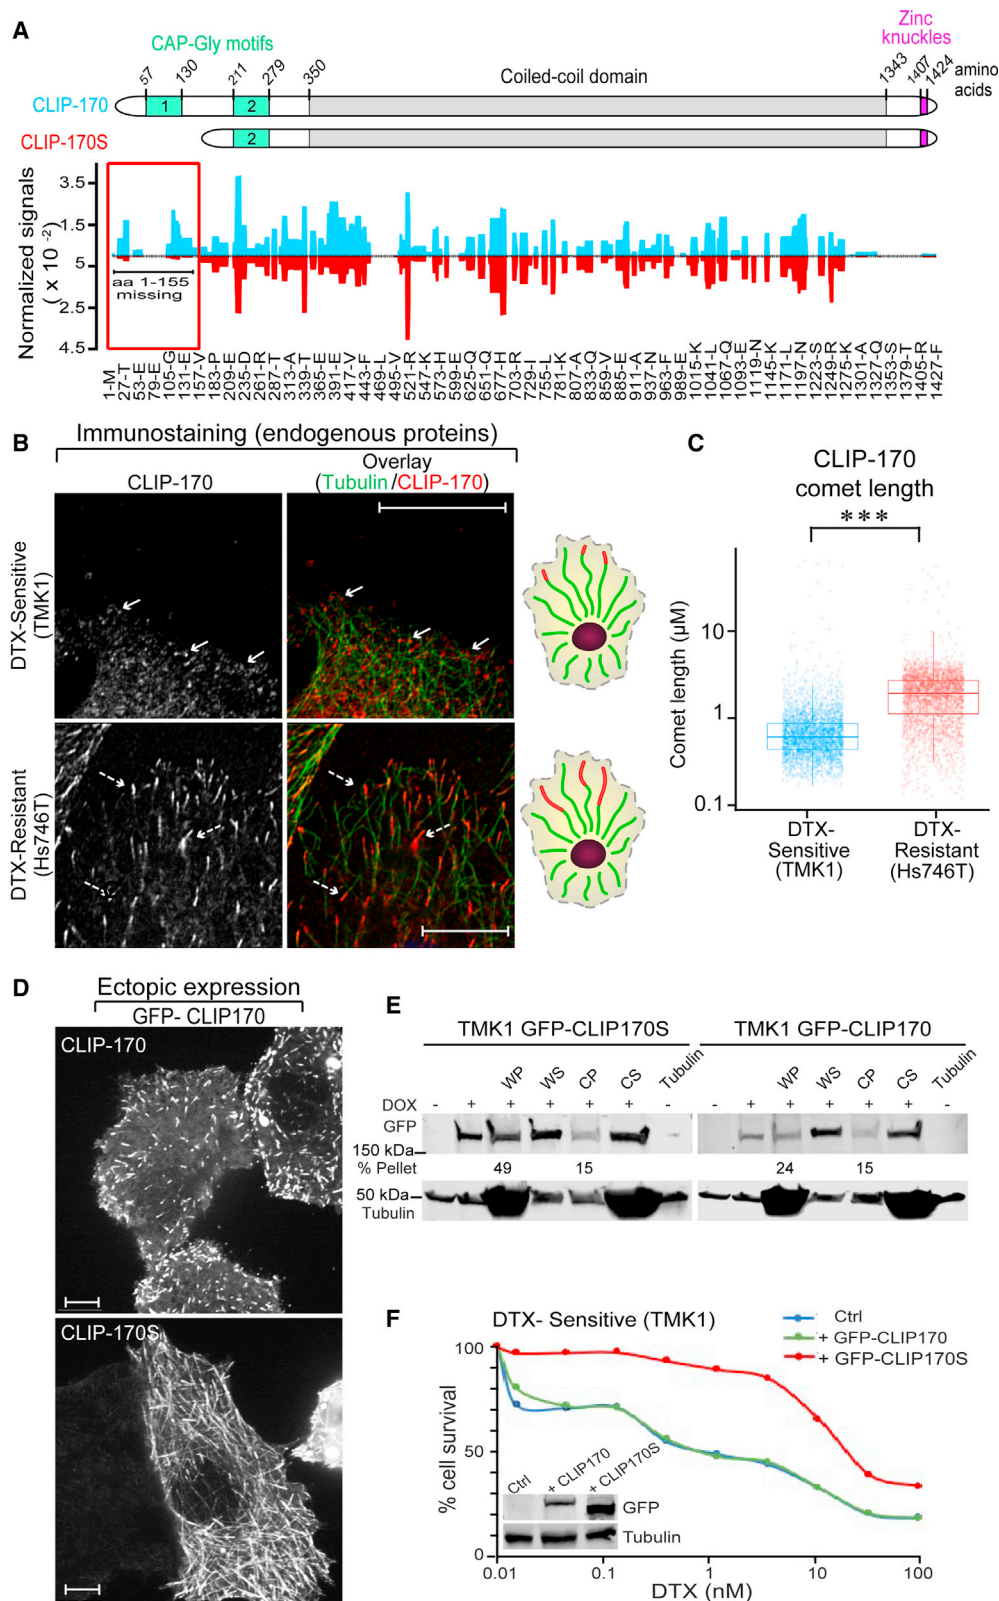 A
CAP-Gly motifs
Zinc
knuckles
57 130 211 279 350 1343 1407 1424 amino
acids
Coiled-coil domain
CLIP-170 1 2
CLIP-170S 2
Normalized signals
( x 10 -2)
3.5
1.5
5
2.5
4.5
aa 1-155
missing
1-M 27-T 53-E 79-E 105-G 131-E 157-V 183-P 209-E 235-D 261-R 287-T 313-A 339-T 365-E 391-E 417-V 443-F 469-L 495-V 521-R 547-K 573-H 599-E 625-Q 651-Q 677-H 703-R 729-I 755-L 781-K 807-A 833-Q 859-V 885-E 911-A 937-N 963-F 989-E 1015-K 1041-L 1067-Q 1093-E 1119-N 1145-K 1171-L 1197-N 1223-S 1249-R 1275-K 1301-A 1327-Q 1353-S 1379-T 1405-R 1427-F
B
Immunostaining (endogenous proteins)
CLIP-170
Overlay
(Tubulin/CLIP-170)
DTX-Sensitive
(TMK1)
DTX-Resistant
(Hs746T)
C
CLIP-170
comet length
***
Comet length (µM)
10
1
0.1
DTX-
Sensitive
(TMK1)
DTX-
Resistant
(Hs746T)
D
Ectopic expression
GFP- CLIP170
CLIP-170
CLIP-170S
E
TMK1 GFP-CLIP170S
TMK1 GFP-CLIP170
WP WS CP CS Tubulin
WP WS CP CS Tubulin
DOX - + + + + + - - + + + + + -
GFP
150 kDa
% Pellet 49 15 24 15
50 kDa
Tubulin
F
DTX- Sensitive (TMK1)
Ctrl
+ GFP-CLIP170
+ GFP-CLIP170S
% cell survival
100
50
0
Ctrl + CLIP170 + CLIP170S
GFP
Tubulin
0.01 0.1 1 10 100
DTX (nM)